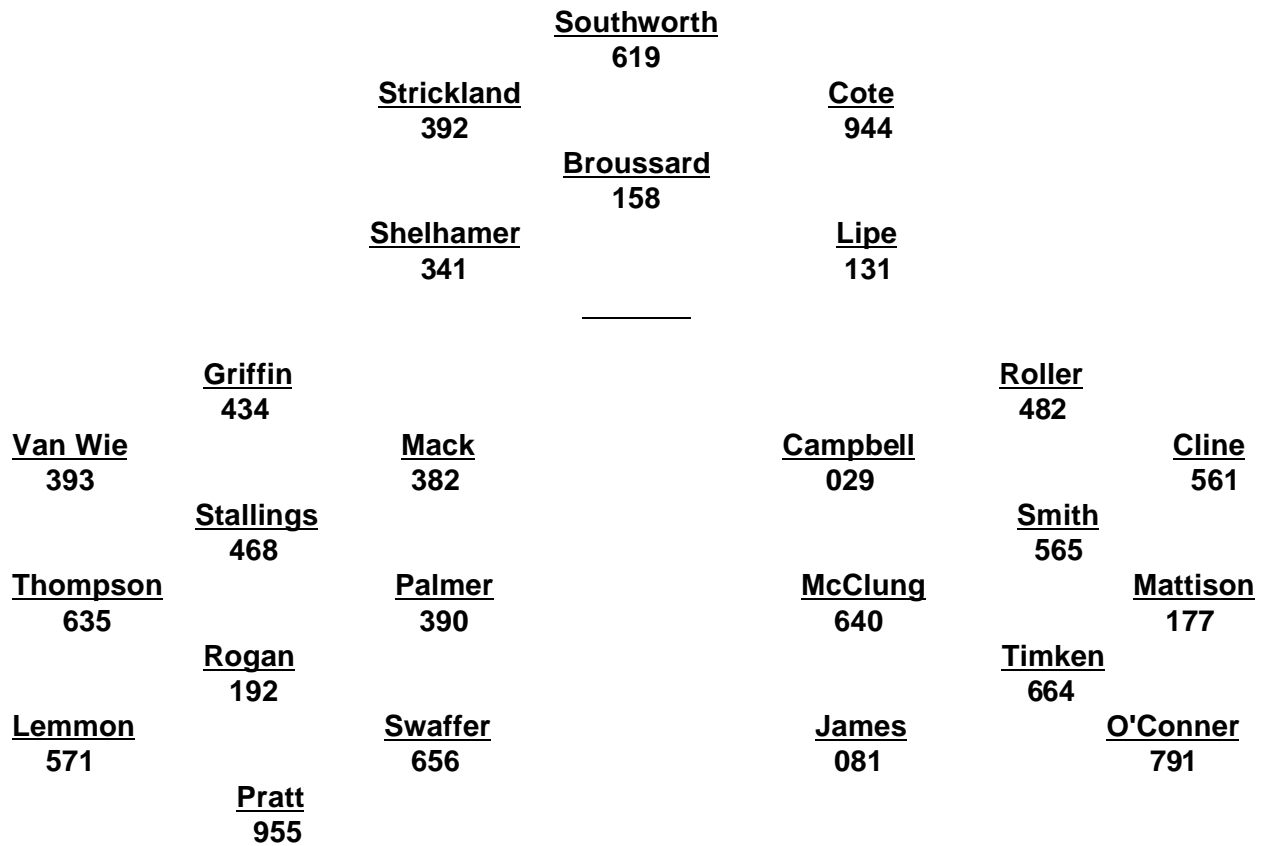 Southworth
619
Strickland Cote
392 944
Broussard
158
Shelhamer Lipe
341 131
Griffin Roller
434 482
Van Wie Mack Campbell Cline
393 382 029 561
Stallings Smith
468 565
Thompson Palmer McClung Mattison
635 390 640 177
Rogan Timken
192 664
Lemmon Swaffer James O'Conner
571 656 081 791
Pratt
955